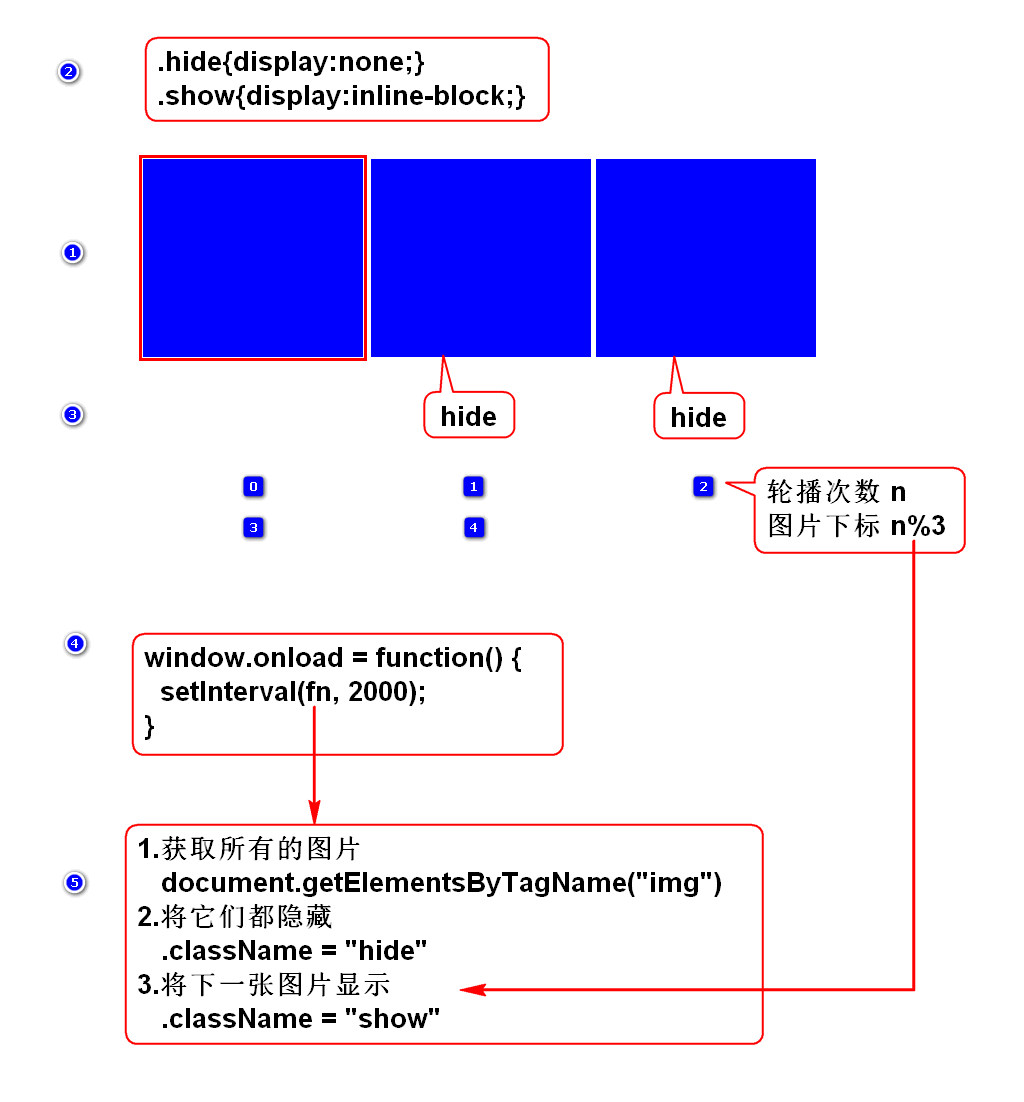 2
.hide{display:none;}
.show{display:inline-block;}
1
3
hide
hide
0
1
2
3
4
轮播次数 n
图片下标 n%3
4
window.onload = function() {
setInterval(fn, 2000);
}
5
1.获取所有的图片
document.getElementsByTagName("img")
2.将它们都隐藏
.className = "hide"
3.将下一张图片显示
.className = "show"